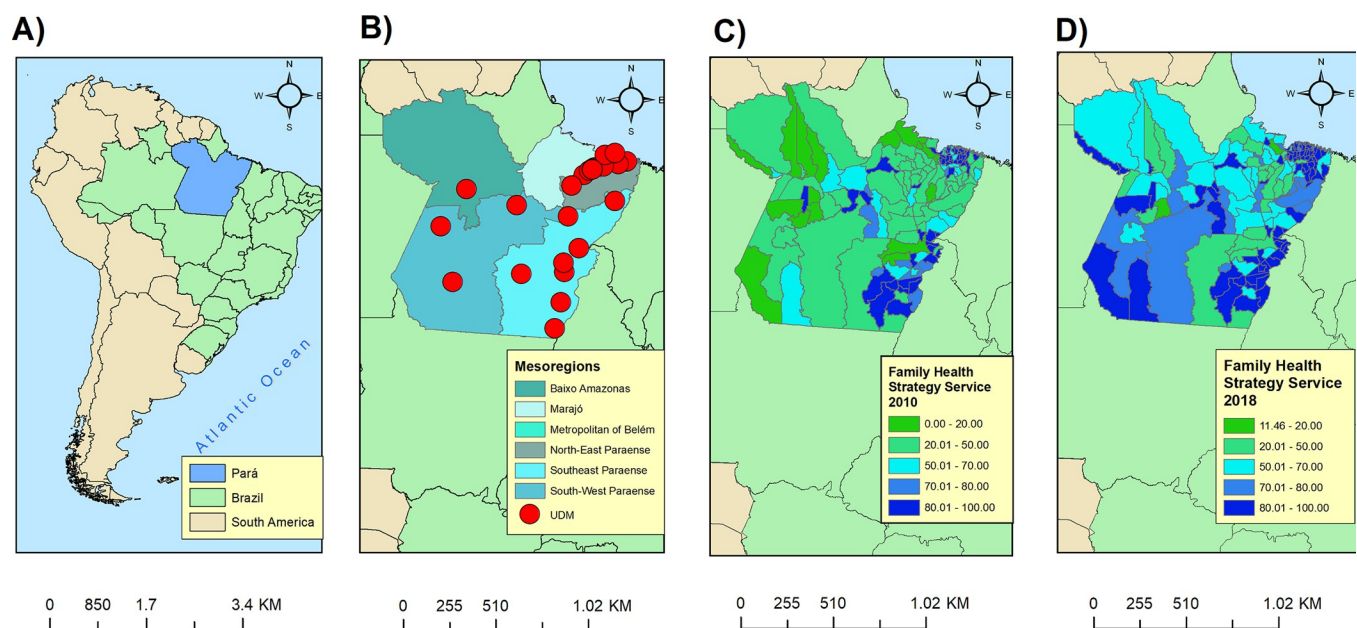 A)
N
W E
S
Atlantic Ocean
Pará
Brazil
South America
0 850 1.7 3.4 KM
B)
N
W E
S
Mesoregions
Baixo Amazonas
Marajó
Metropolitan of Belém
North-East Paraense
Southeast Paraense
South-West Paraense
UDM
0 255 510 1.02 KM
C)
N
W E
S
Family Health
Strategy Service
2010
0.00 - 20.00
20.01 - 50.00
50.01 - 70.00
70.01 - 80.00
80.01 - 100.00
0 255 510 1.02 KM
D)
N
W E
S
Family Health
Strategy Service
2018
11.46 - 20.00
20.01 - 50.00
50.01 - 70.00
70.01 - 80.00
80.01 - 100.00
0 255 510 1.02 KM